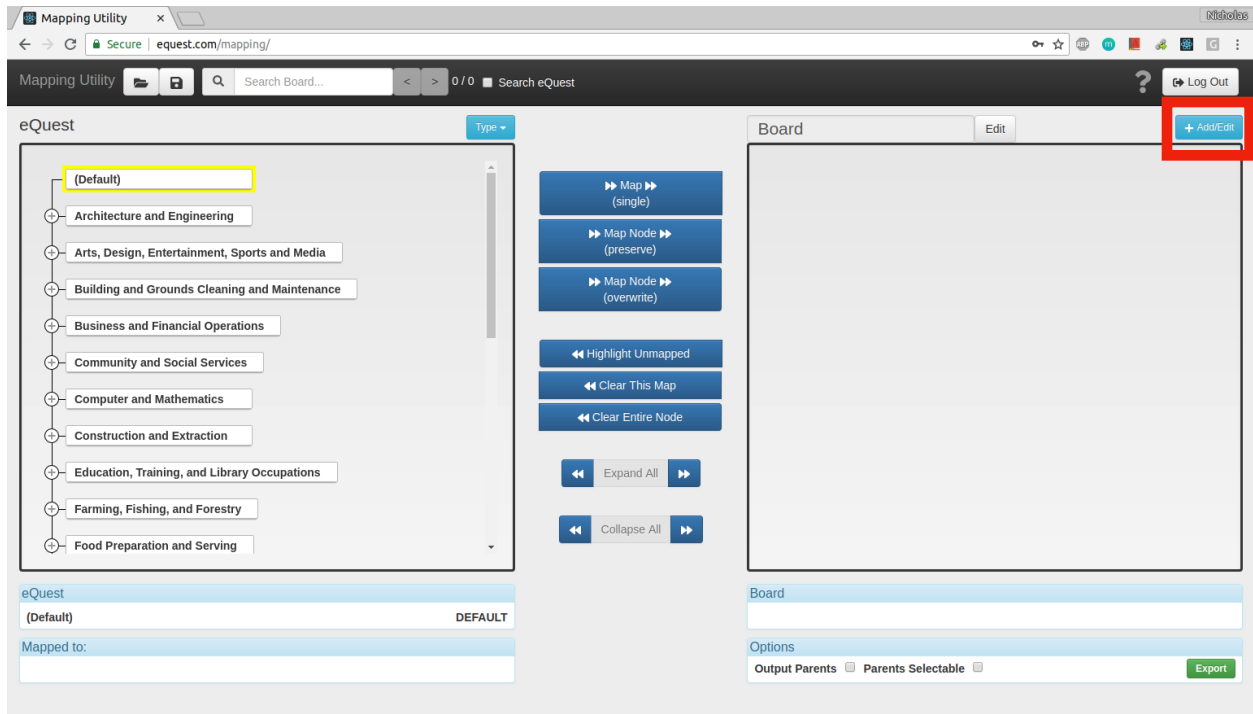 Mapping Utility
Nicholas
Secure equest.com/mapping/
ABP m G
Mapping Utility Search Board... < > 0 / 0 Search eQuest ? Log Out
eQuest Type Board Edit + Add/Edit
(Default)
Architecture and Engineering
Arts, Design, Entertainment, Sports and Media
Building and Grounds Cleaning and Maintenance
Business and Financial Operations
Community and Social Services
Computer and Mathematics
Construction and Extraction
Education, Training, and Library Occupations
Farming, Fishing, and Forestry
Food Preparation and Serving
Map
(single)
Map Node
(preserve)
Map Node
(overwrite)
Highlight Unmapped
Clear This Map
Clear Entire Node
Expand All
Collapse All
eQuest
(Default) DEFAULT
Mapped to:
Board
Options
Output Parents Parents Selectable Export